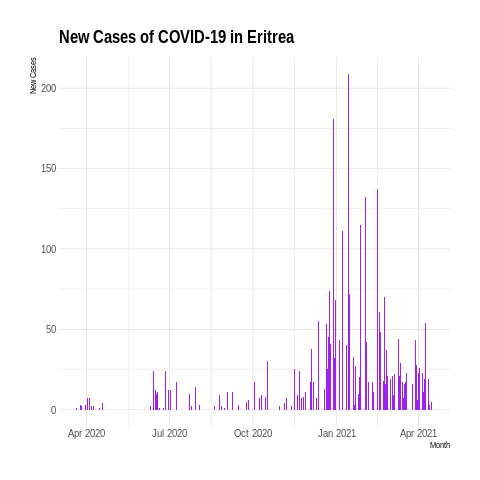 New Cases of COVID-19 in Eritrea
New Cases
200
150
100
50
0
Apr 2020 Jul 2020 Oct 2020 Jan 2021 Apr 2021
Month